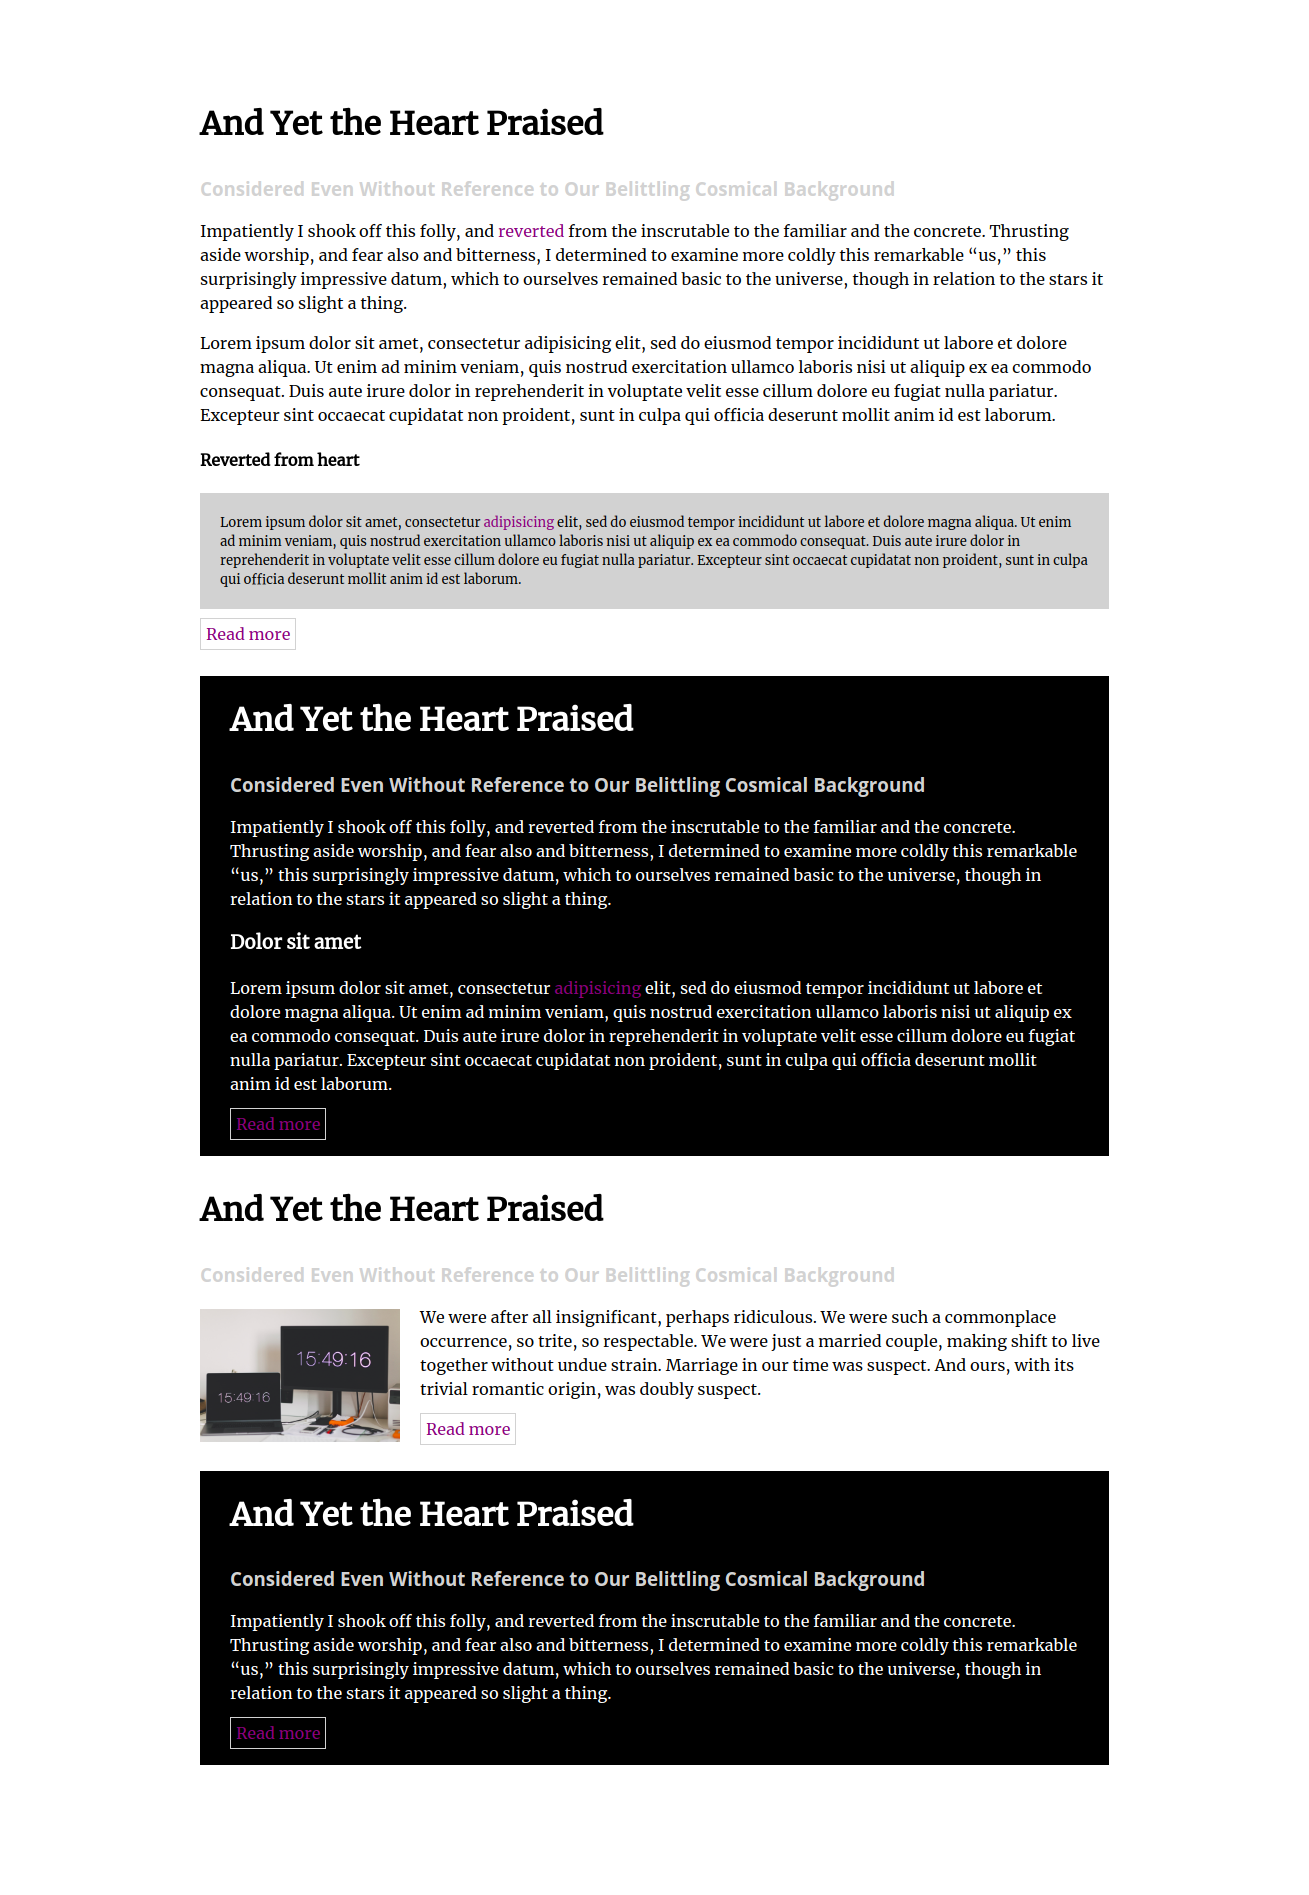 And Yet the Heart Praised
Considered Even Without Reference to Our Belittling Cosmical Background
Impatiently I shook off this folly, and reverted from the inscrutable to the familiar and the concrete. Thrusting
aside worship, and fear also and bitterness, I determined to examine more coldly this remarkable “us,” this
surprisingly impressive datum, which to ourselves remained basic to the universe, though in relation to the stars it
appeared so slight a thing.
Lorem ipsum dolor sit amet, consectetur adipisicing elit, sed do eiusmod tempor incididunt ut labore et dolore
magna aliqua. Ut enim ad minim veniam, quis nostrud exercitation ullamco laboris nisi ut aliquip ex ea commodo
consequat. Duis aute irure dolor in reprehenderit in voluptate velit esse cillum dolore eu fugiat nulla pariatur.
Excepteur sint occaecat cupidatat non proident, sunt in culpa qui officia deserunt mollit anim id est laborum.
Reverted from heart
Lorem ipsum dolor sit amet, consectetur adipisicing elit, sed do eiusmod tempor incididunt ut labore et dolore magna aliqua. Ut enim
ad minim veniam, quis nostrud exercitation ullamco laboris nisi ut aliquip ex ea commodo consequat. Duis aute irure dolor in
reprehenderit in voluptate velit esse cillum dolore eu fugiat nulla pariatur. Excepteur sint occaecat cupidatat non proident, sunt in culpa
qui officia deserunt mollit anim id est laborum.
Read more
And Yet the Heart Praised
Considered Even Without Reference to Our Belittling Cosmical Background
Impatiently I shook off this folly, and reverted from the inscrutable to the familiar and the concrete.
Thrusting aside worship, and fear also and bitterness, I determined to examine more coldly this remarkable
“us,” this surprisingly impressive datum, which to ourselves remained basic to the universe, though in
relation to the stars it appeared so slight a thing.
Dolor sit amet
Lorem ipsum dolor sit amet, consectetur adipisicing elit, sed do eiusmod tempor incididunt ut labore et
dolore magna aliqua. Ut enim ad minim veniam, quis nostrud exercitation ullamco laboris nisi ut aliquip ex
ea commodo consequat. Duis aute irure dolor in reprehenderit in voluptate velit esse cillum dolore eu fugiat
nulla pariatur. Excepteur sint occaecat cupidatat non proident, sunt in culpa qui officia deserunt mollit
anim id est laborum.
Read more
And Yet the Heart Praised
Considered Even Without Reference to Our Belittling Cosmical Background
15:49:16
15:49:16
We were after all insignificant, perhaps ridiculous. We were such a commonplace
occurrence, so trite, so respectable. We were just a married couple, making shift to live
together without undue strain. Marriage in our time was suspect. And ours, with its
trivial romantic origin, was doubly suspect.
Read more
And Yet the Heart Praised
Considered Even Without Reference to Our Belittling Cosmical Background
Impatiently I shook off this folly, and reverted from the inscrutable to the familiar and the concrete.
Thrusting aside worship, and fear also and bitterness, I determined to examine more coldly this remarkable
“us,” this surprisingly impressive datum, which to ourselves remained basic to the universe, though in
relation to the stars it appeared so slight a thing.
Read more